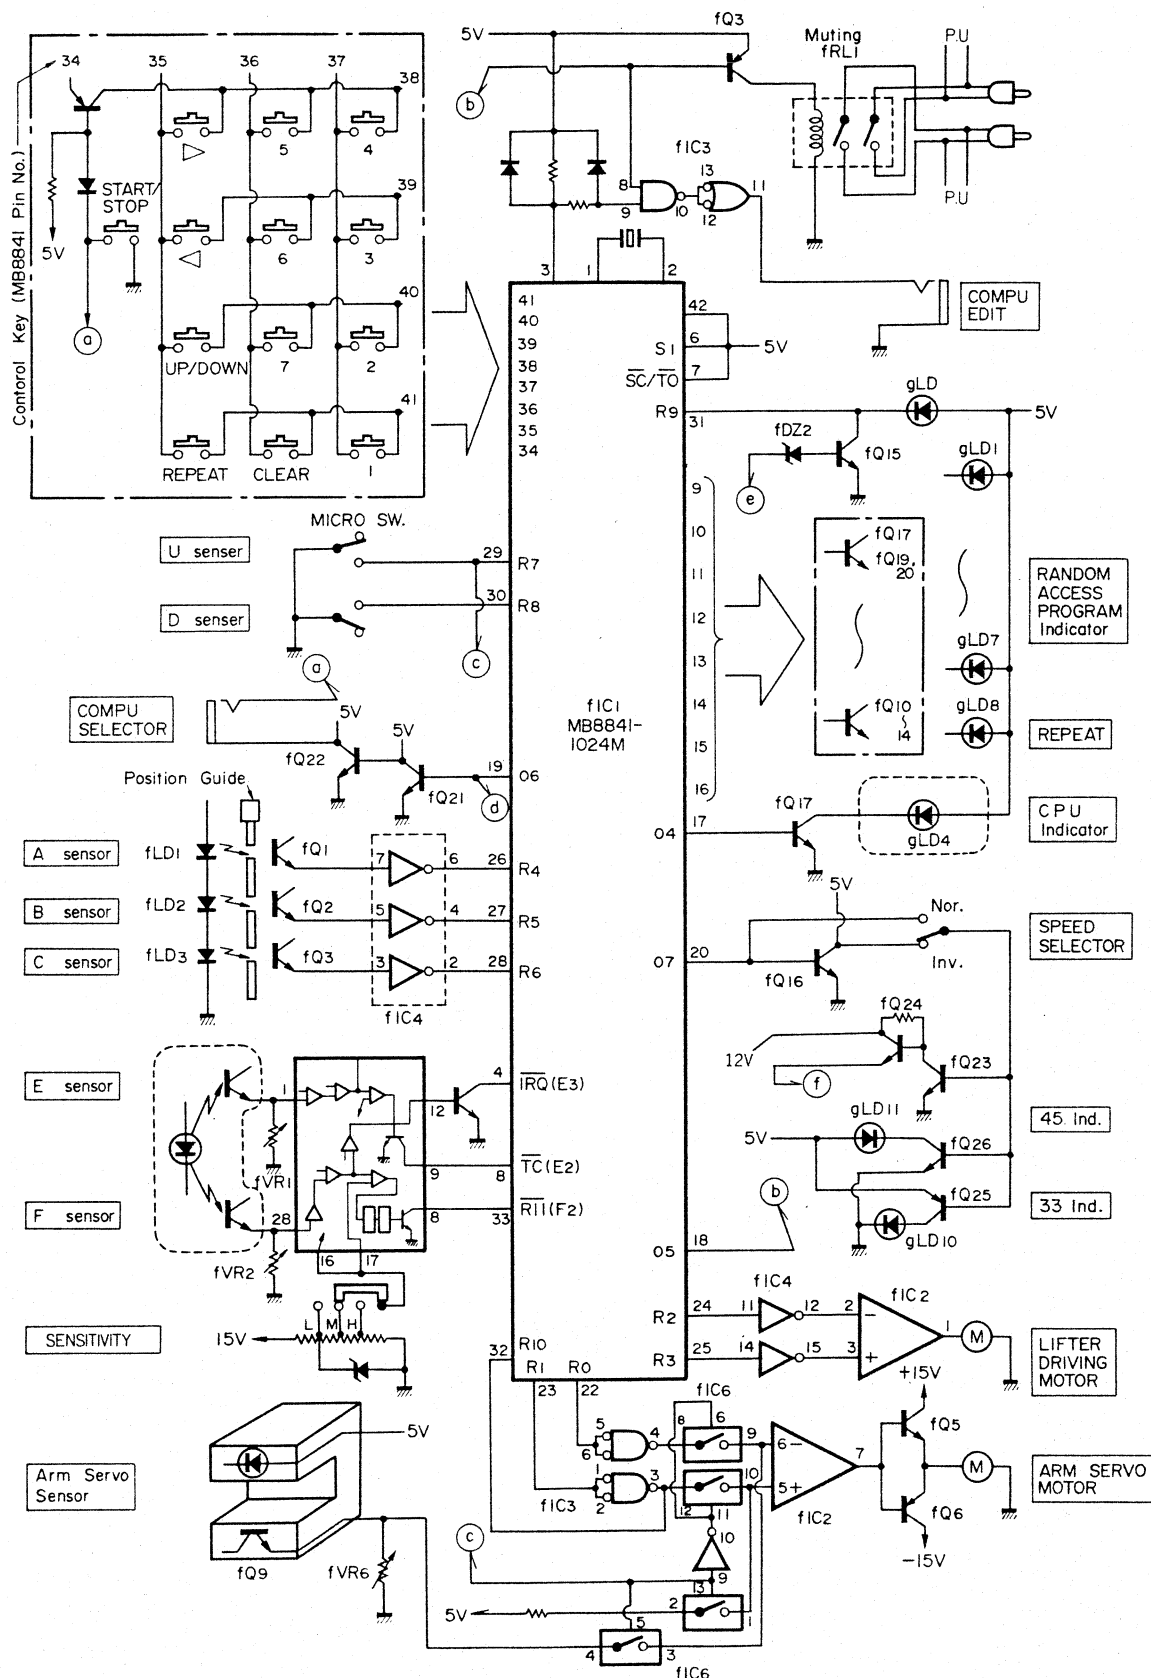 Contorol Key (MB8841 Pin No.)
34
35
36
37
38
5
4
START/
STOP
5V
39
6
3
40
a
UP/DOWN
7
2
41
REPEAT
CLEAR
1
5V
fQ3
b
Muting
fRL1
P.U
P.U
fIC3
8
9
10
13
12
11
3
1
2
COMPU
EDIT
41
40
39
38
37
36
35
34
42
S1
6
SC/TO
7
5V
R9
31
gLD
5V
fDZ2
fQ15
e
gLD1
9
10
11
12
13
14
15
16
fQ17
fQ19,
20
fQ10
~
14
RANDOM
ACCESS
PROGRAM
Indicator
gLD7
gLD8
REPEAT
MICRO SW.
U senser
29
R7
D senser
30
R8
c
a
COMPU
SELECTOR
5V
5V
fQ22
fQ21
19
O6
d
fIC1
MB8841-
1024M
O4
17
fQ17
gLD4
CPU
Indicator
Position Guide
A sensor
fLD1
fQ1
7
6
26
R4
B sensor
fLD2
fQ2
5
4
27
R5
C sensor
fLD3
fQ3
3
2
28
R6
fIC4
5V
Nor.
Inv.
SPEED
SELECTOR
O7
20
fQ16
fQ24
12V
f
fQ23
gLD11
45 Ind.
5V
fQ26
fQ25
33 Ind.
gLD10
E sensor
1
fVR1
12
4
IRQ (E3)
9
8
TC (E2)
F sensor
28
8
33
RII (F2)
fVR2
16
17
b
O5
18
SENSITIVITY
15V
L
M
H
R2
24
fIC4
11
12
2
−
fIC2
1
M
R3
25
14
15
3
+
LIFTER
DRIVING
MOTOR
32
R10
R1
R0
23
22
fIC6
5
6
4
8
6
9
6−
7
+15V
fQ5
M
ARM SERVO
MOTOR
fIC3
1
2
3
12
10
11
5+
fIC2
fQ6
−15V
Arm Servo
Sensor
5V
fQ9
fVR6
c
10
9
13
5V
2
1
5
4
3
fIC6